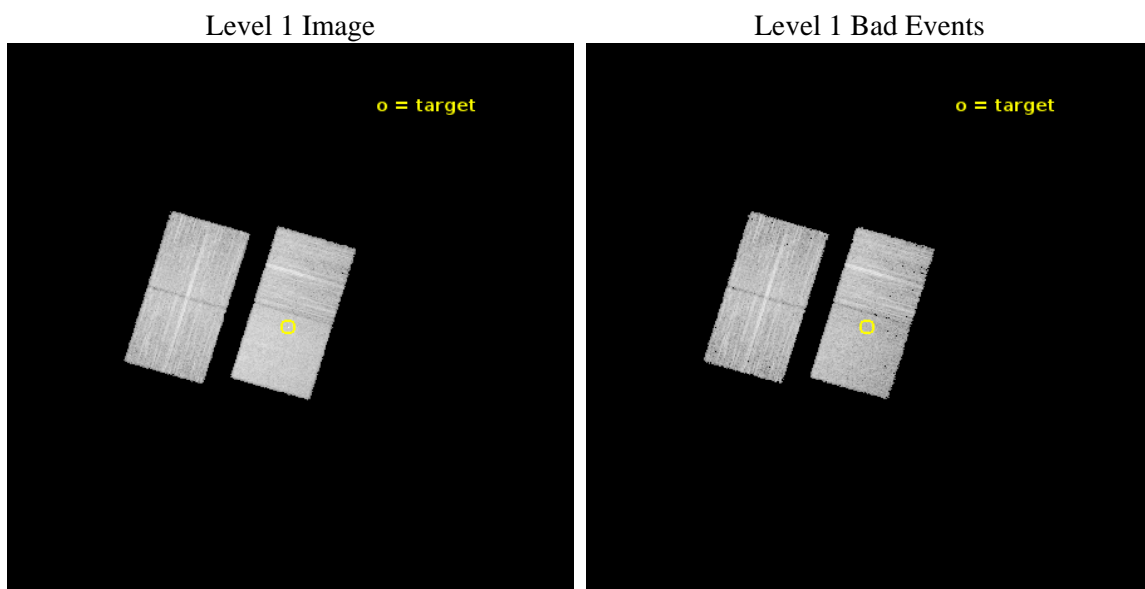 Level 1 Image
Level 1 Bad Events
o = target
o = target